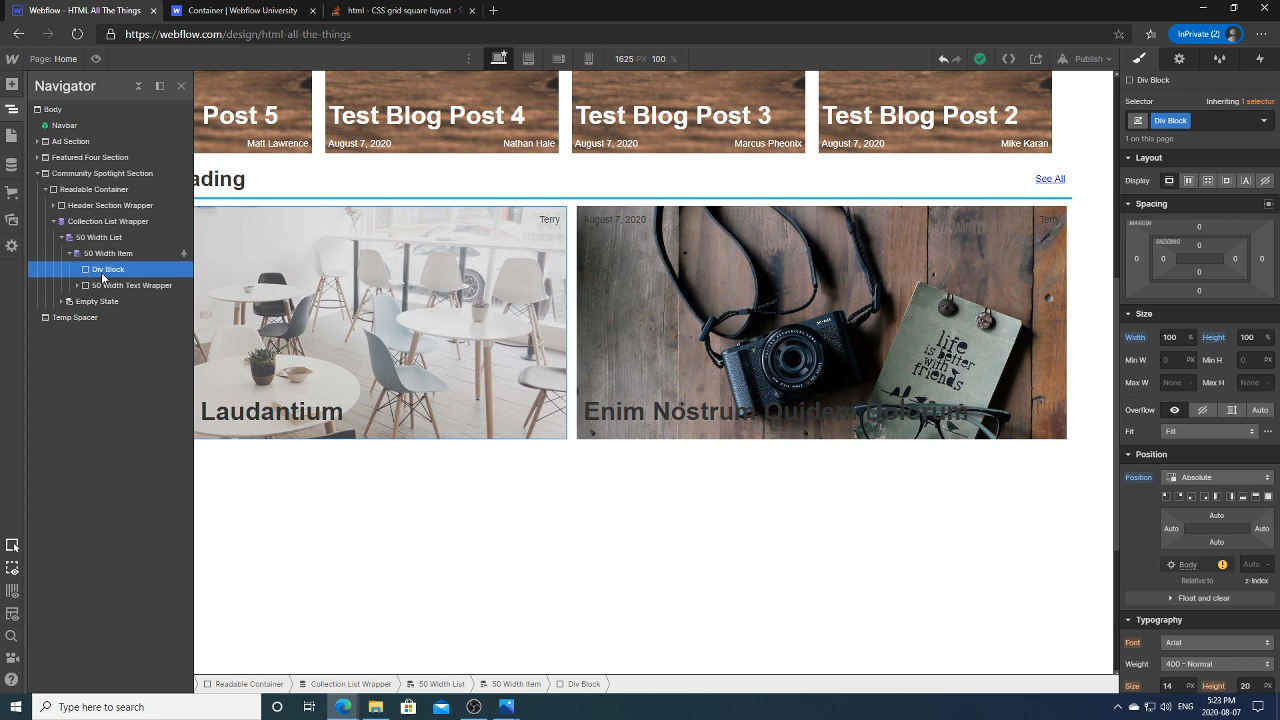 Webflow - HTML All The Things
Container | Webflow University
html - CSS grid square layout - S
https://webflow.com/design/html-all-the-things
InPrivate (2)
Page: Home
1625 PX 100 %
Publish
Navigator
Body
Navbar
Ad Section
Featured Four Section
Community Spotlight Section
Readable Container
Header Section Wrapper
Collection List Wrapper
50 Width List
50 Width Item
Div Block
50 Width Text Wrapper
Empty State
Temp Spacer
Post 5
Matt Lawrence
Test Blog Post 4
August 7, 2020
Nathan Hale
Test Blog Post 3
August 7, 2020
Marcus Pheonix
Test Blog Post 2
August 7, 2020
Mike Karan
ading
See All
Terry
Laudantium
August 7, 2020
Terry
life
is better
with
friends
X-M1
Enim Nostrum Quidem dolorum
Readable Container
Collection List Wrapper
50 Width List
50 Width Item
Div Block
Div Block
Selector
Inheriting 1 selector
Div Block
1 on this page
Layout
Display
Spacing
MARGIN
0
PADDING
0
0 0 0 0
0
0
Size
Width 100 % Height 100 %
Min W 0 PX Min H 0 PX
Max W None - Max H None -
Overflow Auto
Fit Fill
Position
Position Absolute
Auto
Auto Auto
Auto
Body Auto -
Relative to z-Index
Float and clear
Typography
Font Arial
Weight 400 - Normal
Size 14 PX Height 20 PX
Type here to search
5:23 PM
2020-08-07